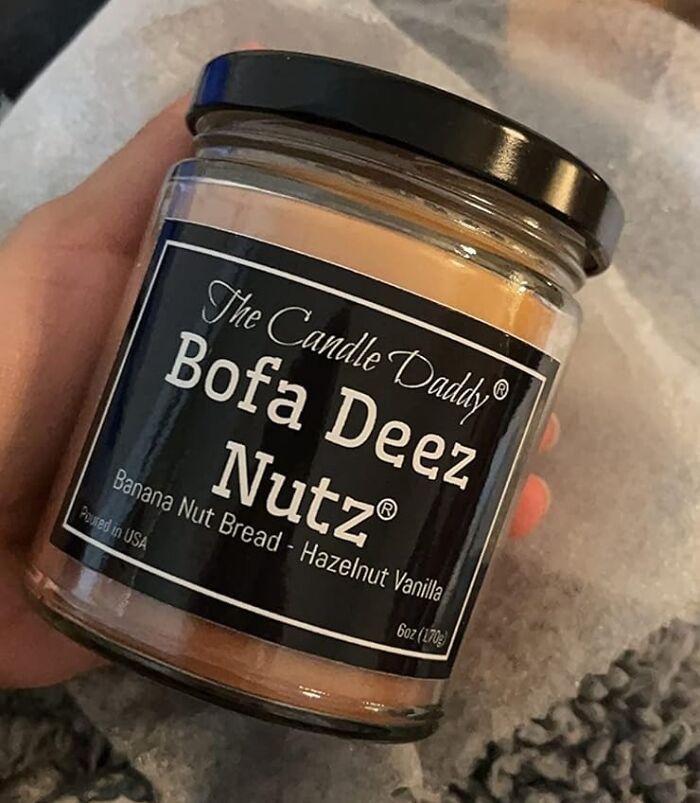 The Candle Daddy®
Bofa Deez
Nutz®
Banana Nut Bread - Hazelnut Vanilla
Poured in USA
6oz (170g)